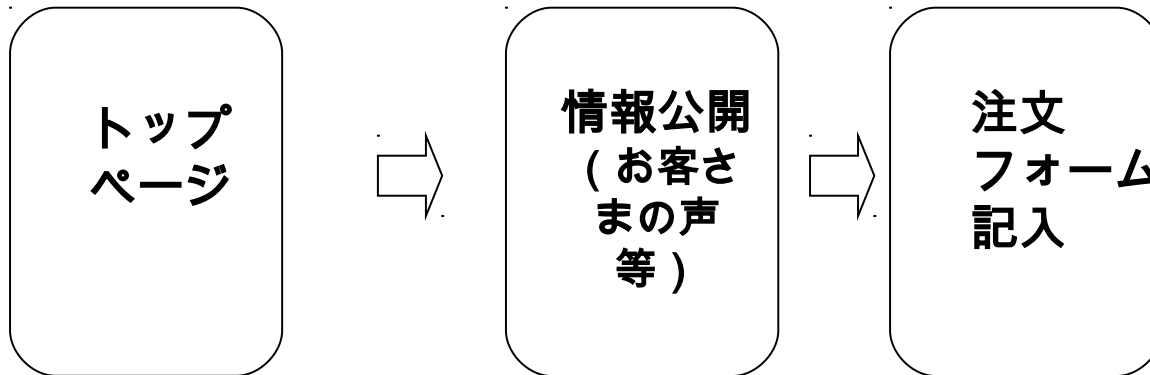 トップ
ページ
情報公開
（お客さ
まの声
等）
注文
フォーム
記入